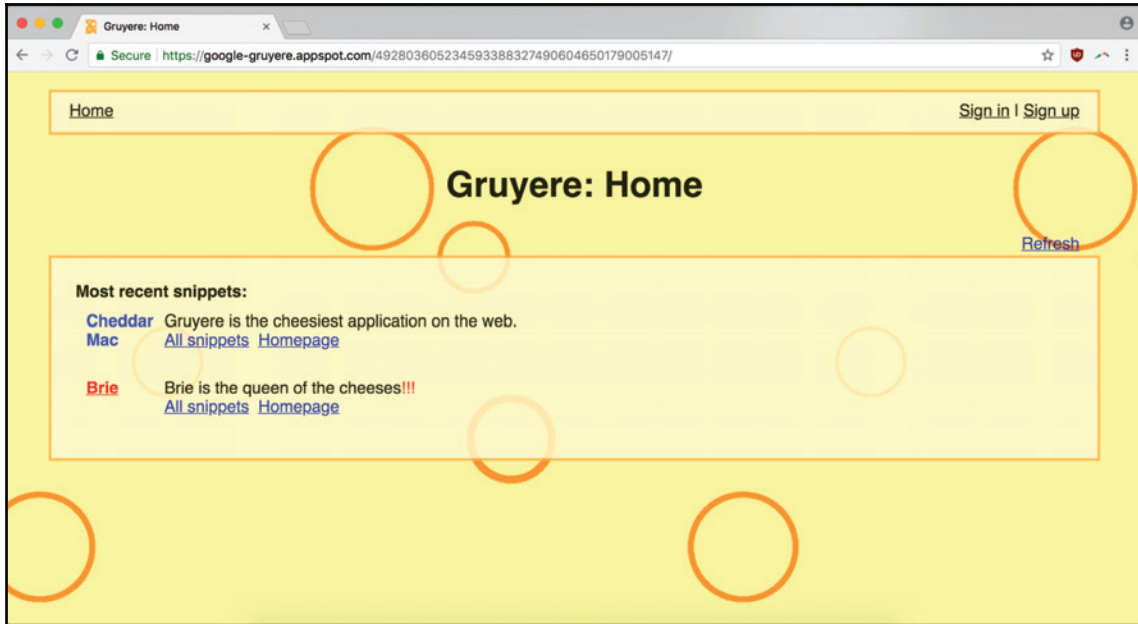 Gruyere: Home
Secure https://google-gruyere.appspot.com/4928036052345933888327490604650179005147/
Home Sign in | Sign up
Gruyere: Home
Refresh
Most recent snippets:
Cheddar Gruyere is the cheesiest application on the web.
Mac All snippets Homepage
Brie Brie is the queen of the cheeses!!!
All snippets Homepage